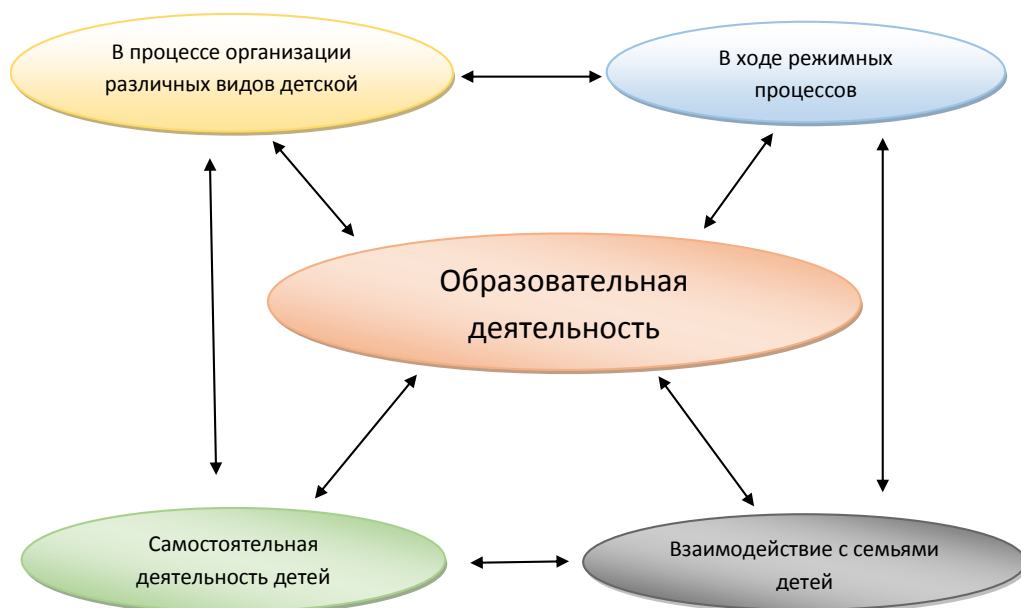 В процессе организации
различных видов детской
В ходе режимных
процессов
Образовательная
деятельность
Самостоятельная
деятельность детей
Взаимодействие с семьями
детей